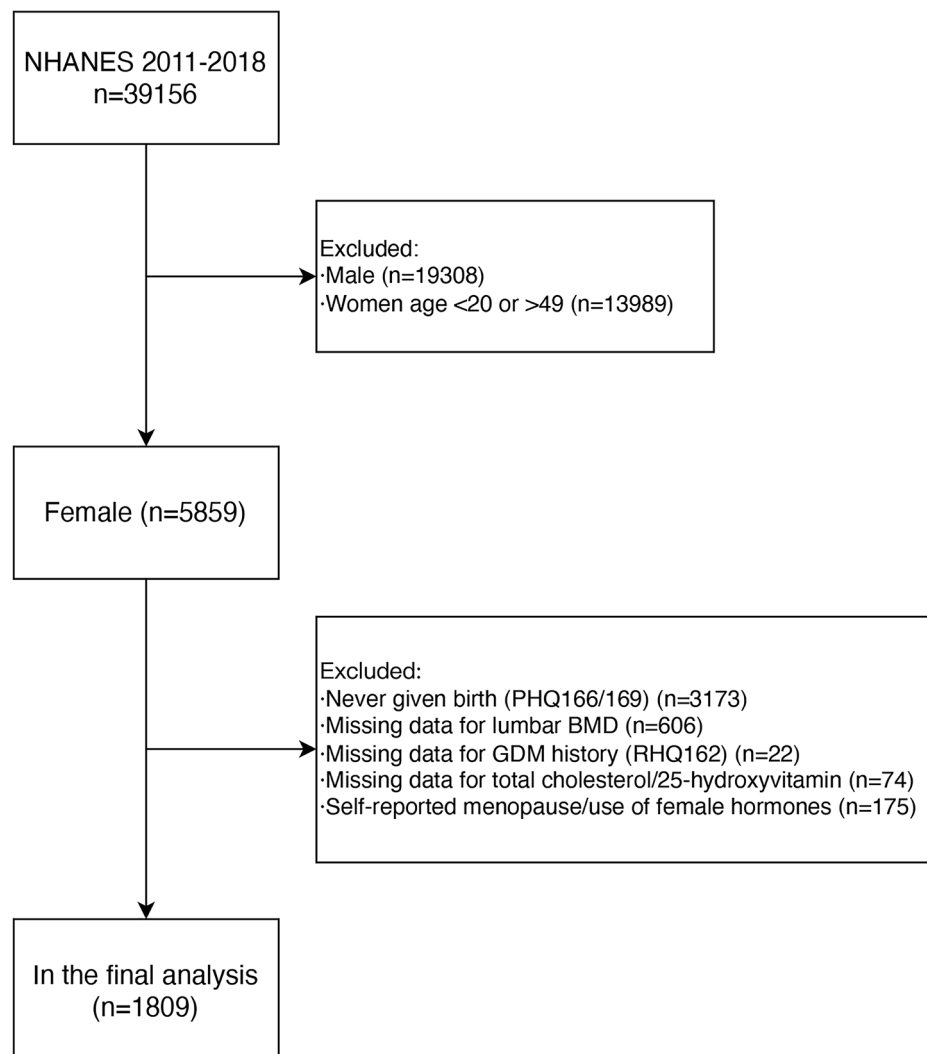 NHANES 2011-2018
n=39156
Excluded:
·Male (n=19308)
·Women age <20 or >49 (n=13989)
Female (n=5859)
Excluded:
·Never given birth (PHQ166/169) (n=3173)
·Missing data for lumbar BMD (n=606)
·Missing data for GDM history (RHQ162) (n=22)
·Missing data for total cholesterol/25-hydroxyvitamin (n=74)
·Self-reported menopause/use of female hormones (n=175)
In the final analysis
(n=1809)